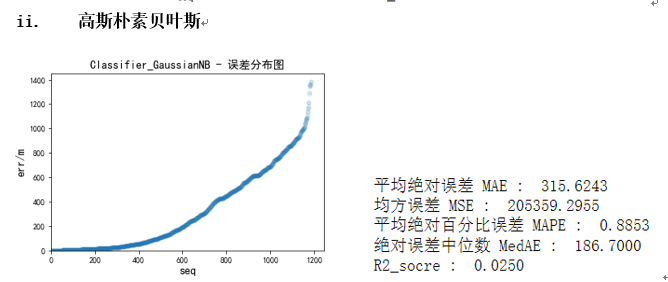 ii. 高斯朴素贝叶斯
Classifier_GaussianNB - 误差分布图
1400
1200
1000
800
600
400
200
0
err/m
0 200 400 600 800 1000 1200
seq
平均绝对误差 MAE : 315.6243
均方误差 MSE : 205359.2955
平均绝对百分比误差 MAPE : 0.8853
绝对误差中位数 MedAE : 186.7000
R2_socre : 0.0250